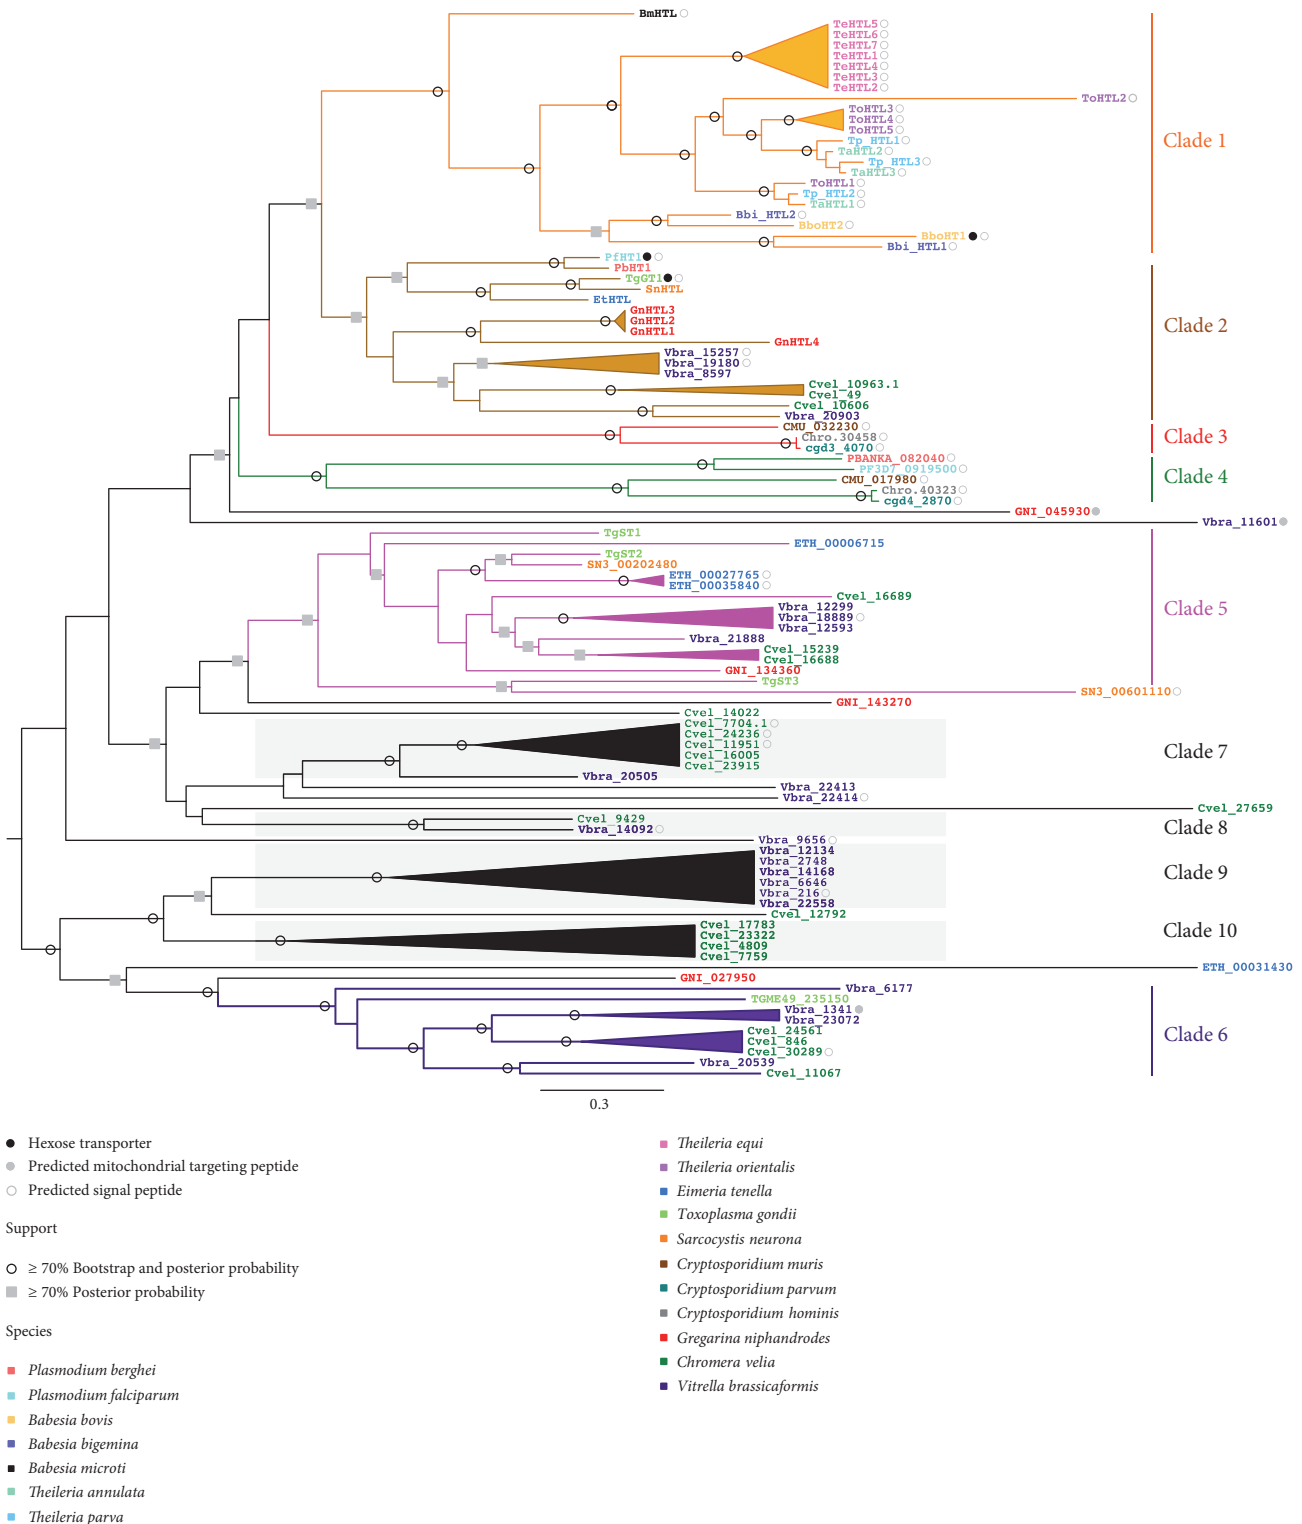 BmHTL
TeHTL5
TeHTL6
TeHTL7
TeHTL1
TeHTL4
TeHTL3
TeHTL2
ToHTL2
ToHTL3
ToHTL4
ToHTL5
Tp_HTL1
Clade 1
TaHTL2
Tp_HTL3
TaHTL3
ToHTL1
Tp_HTL2
TaHTL1
Bbi_HTL2
BboHT2
BboHT1
Bbi_HTL1
PfHT1
PbHT1
TgGT1
SnHTL
EtHTL
GnHTL3
GnHTL2
Clade 2
GnHTL1
GnHTL4
Vbra_15257
Vbra_19180
Vbra_8597
Cvel_10963.1
Cvel_49
Cvel_10606
Vbra_20903
CMU_032230
Chro.30458
Clade 3
cgd3_4070
PBANKA_082040
PF3D7_0919500
Clade 4
CMU_017980
Chro.40323
cgd4_2870
GNI_045930
Vbra_11601
TgST1
ETH_00006715
TgST2
SN3_00202480
ETH_00027765
ETH_00035840
Cvel_16689
Vbra_12299
Clade 5
Vbra_18889
Vbra_12593
Vbra_21888
Cvel_15239
Cvel_16688
GNI_134360
TgST3
SN3_00601110
GNI_143270
Cvel_14022
Cvel_7704.1
Cvel_24236
Cvel_11951
Clade 7
Cvel_16005
Cvel_23915
Vbra_20505
Vbra_22413
Vbra_22414
Cvel_27659
Cvel_9429
Clade 8
Vbra_14092
Vbra_9656
Vbra_12134
Vbra_2748
Vbra_14168
Clade 9
Vbra_6646
Vbra_216
Vbra_22558
Cvel_12792
Cvel_17783
Clade 10
Cvel_23322
Cvel_4809
Cvel_7759
ETH_00031430
GNI_027950
Vbra_6177
TGME49_235150
Vbra_1341
Vbra_23072
Cvel_24561
Clade 6
Cvel_846
Cvel_30289
Vbra_20539
Cvel_11067
0.3
Hexose transporter
Predicted mitochondrial targeting peptide
Predicted signal peptide
Support
≥ 70% Bootstrap and posterior probability
≥ 70% Posterior probability
Species
Plasmodium berghei
Plasmodium falciparum
Babesia bovis
Babesia bigemina
Babesia microti
Theileria annulata
Theileria parva
Theileria equi
Theileria orientalis
Eimeria tenella
Toxoplasma gondii
Sarcocystis neurona
Cryptosporidium muris
Cryptosporidium parvum
Cryptosporidium hominis
Gregarina niphandrodes
Chromera velia
Vitrella brassicaformis